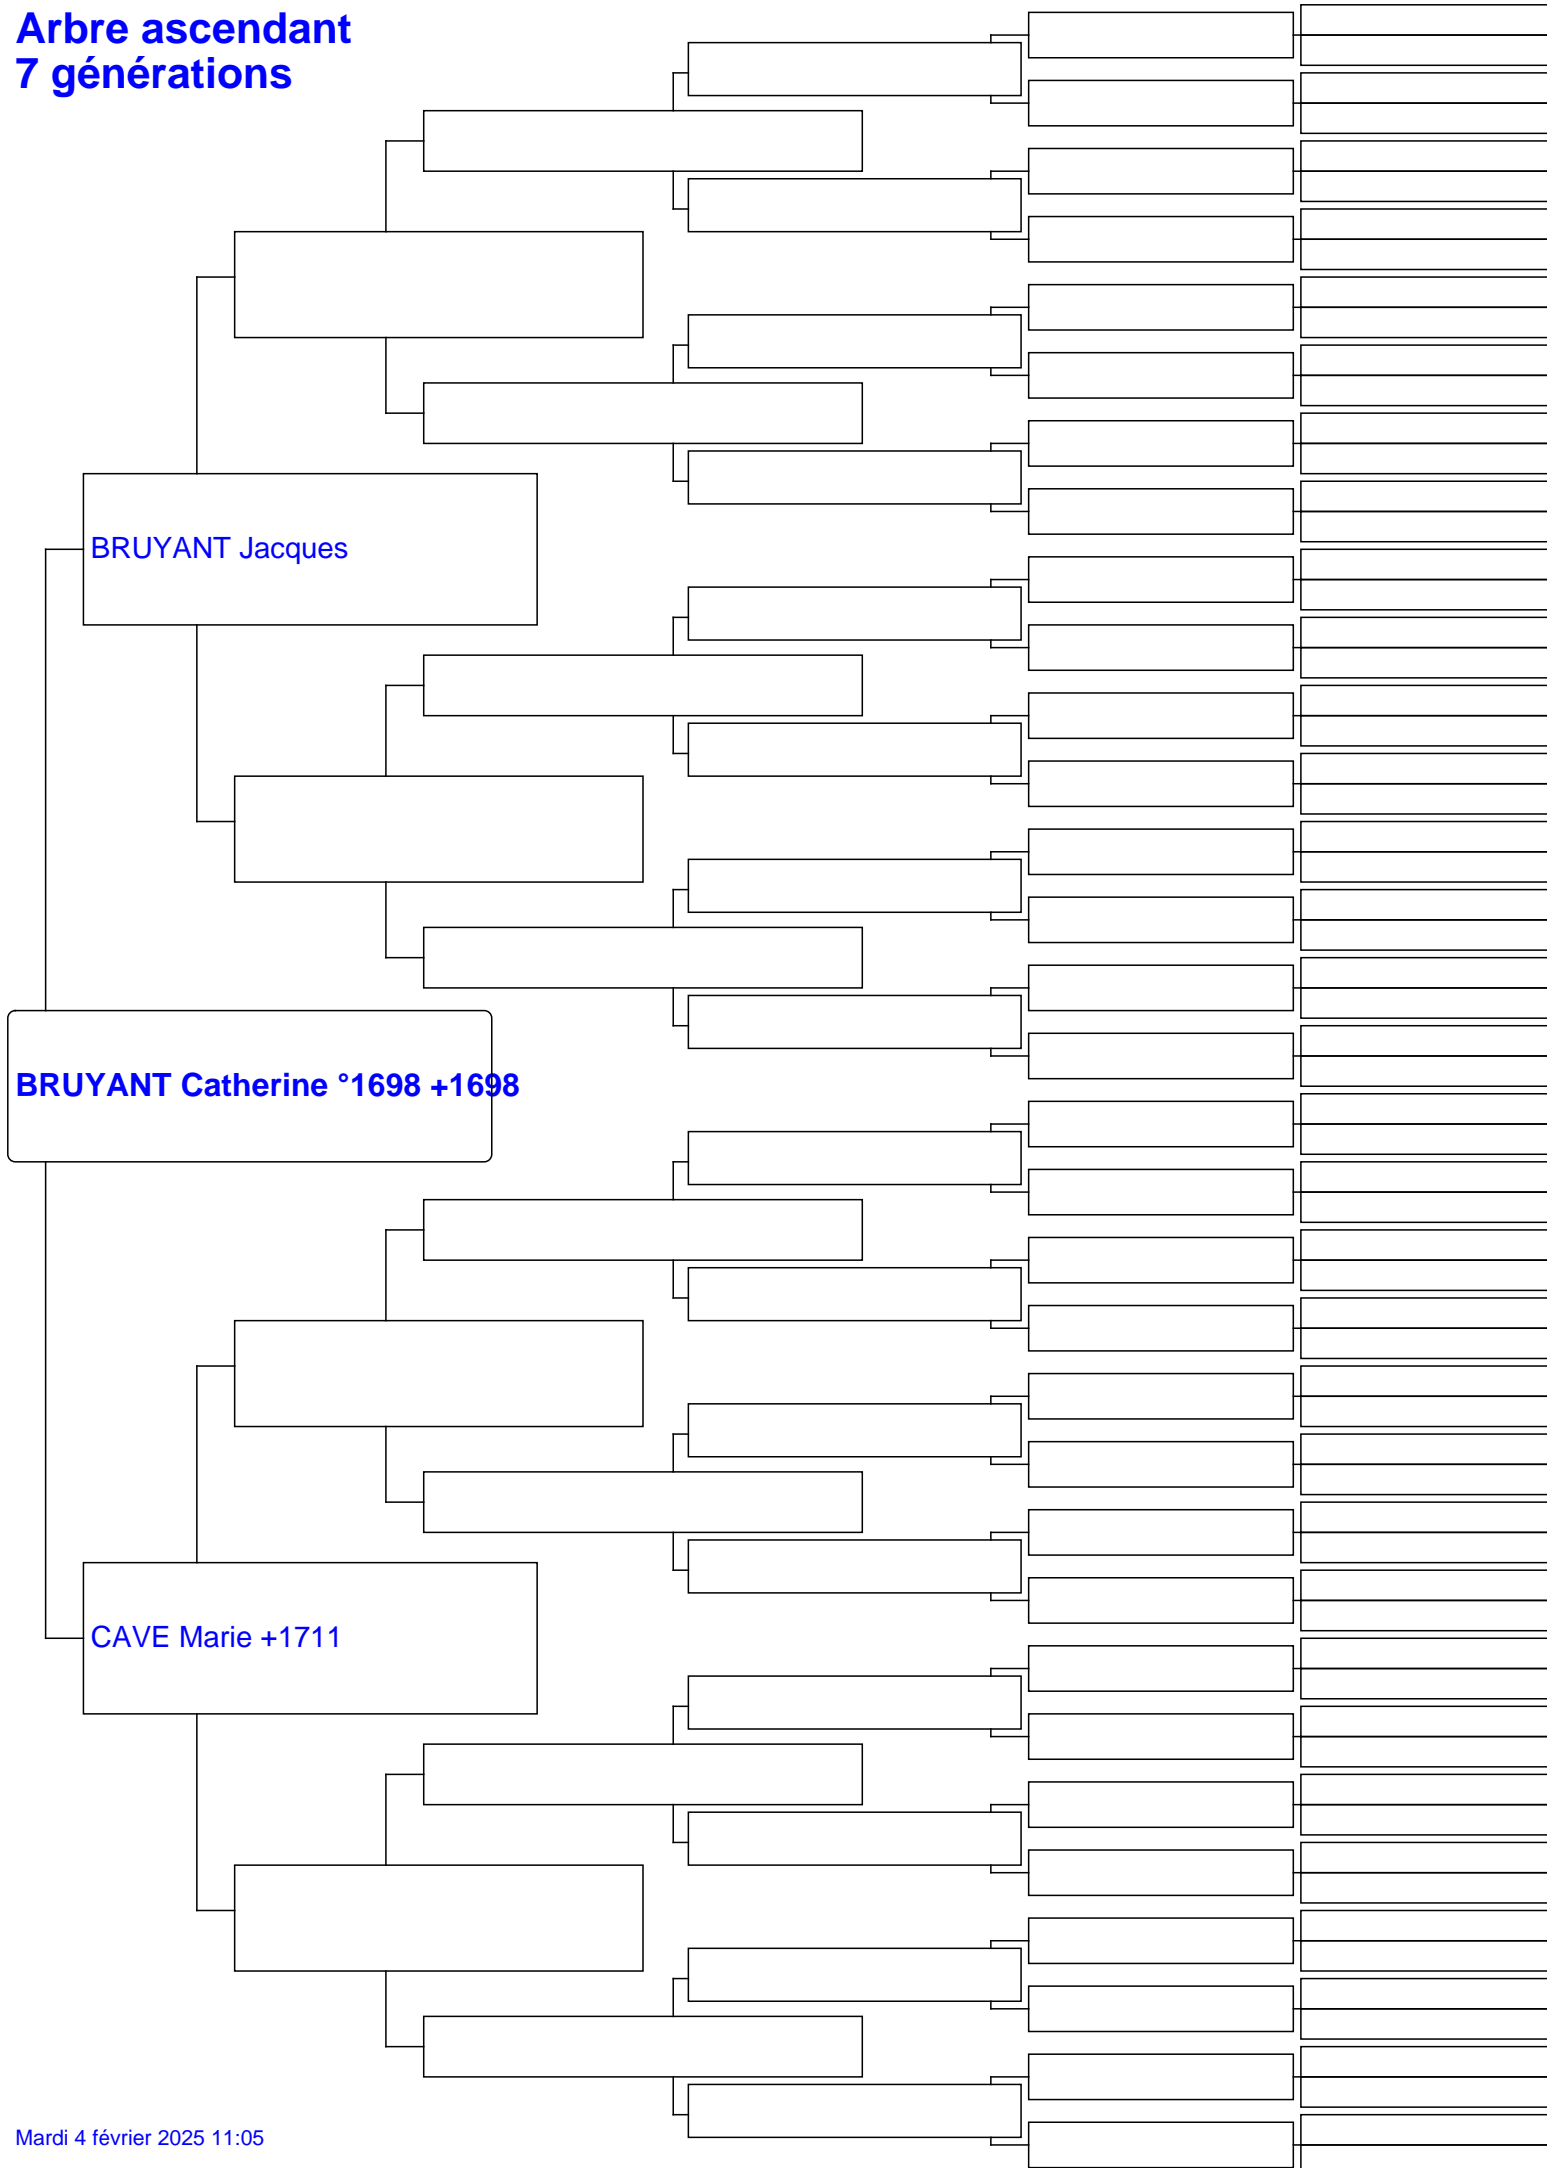 Arbre ascendant
7 générations
BRUYANT Jacques
BRUYANT Catherine °1698 +1698
CAVE Marie +1711
Mardi 4 février 2025 11:05